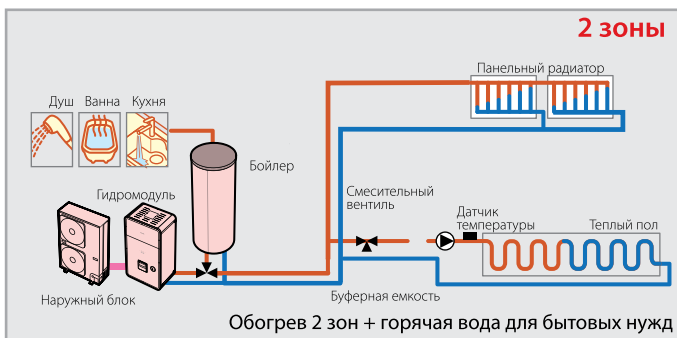 2 зоны
Панельный радиатор
Душ Ванна Кухня
Бойлер
Гидромодуль
Смесительный
вентиль
Датчик
температуры
Теплый пол
Наружный блок
Буферная емкость
Обогрев 2 зон + горячая вода для бытовых нужд